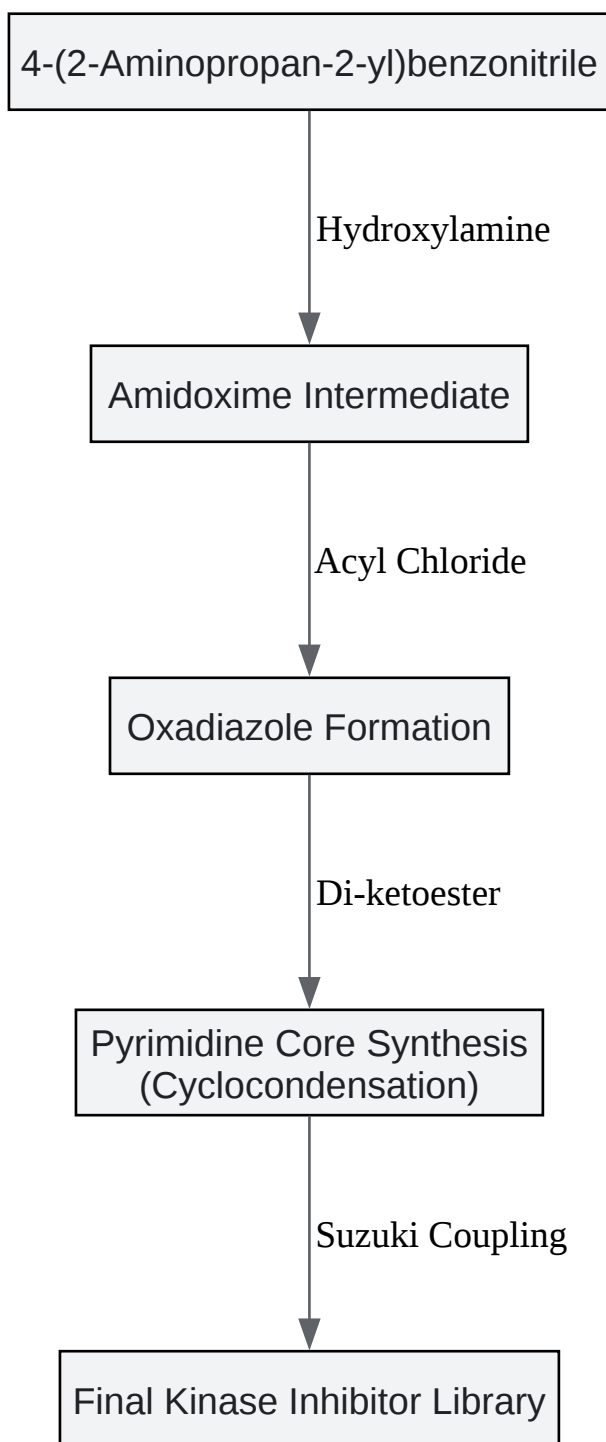 4-(2-Aminopropan-2-yl)benzonitrile
Hydroxylamine
Amidoxime Intermediate
Acyl Chloride
Oxadiazole Formation
Di-ketoester
Pyrimidine Core Synthesis
(Cyclocondensation)
Suzuki Coupling
Final Kinase Inhibitor Library